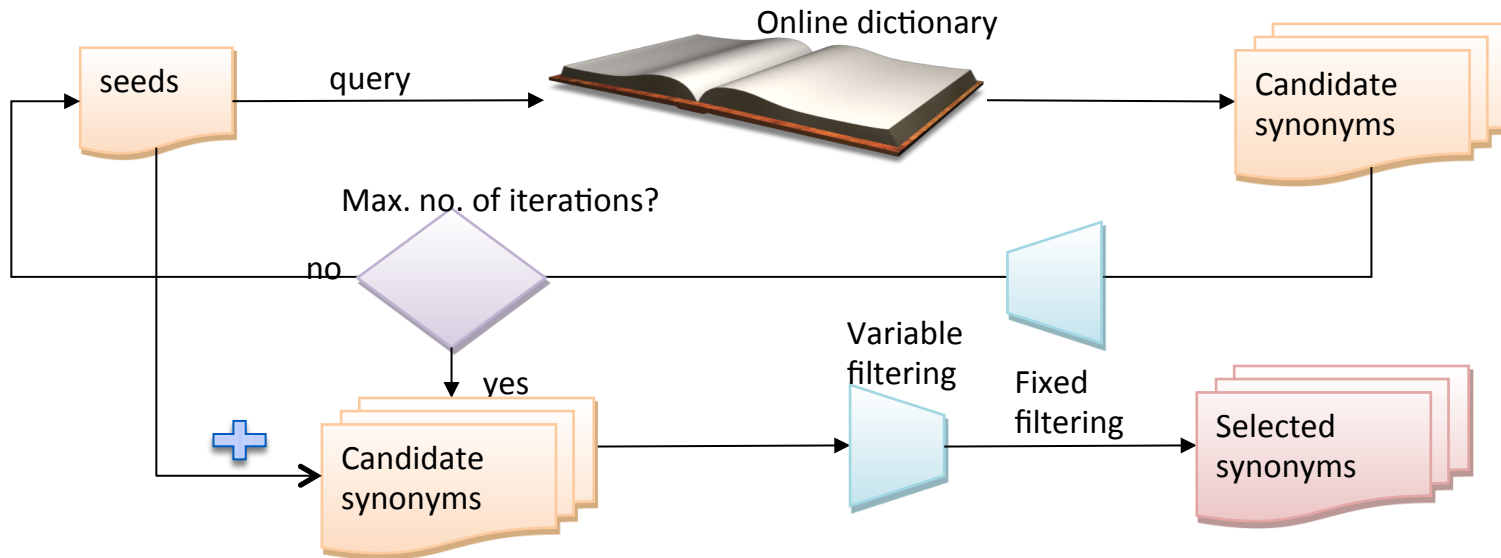 Online dictionary
seeds
query
Candidate
synonyms
Max. no. of iterations?
no
yes
Variable
filtering
Fixed
filtering
Candidate
synonyms
Selected
synonyms